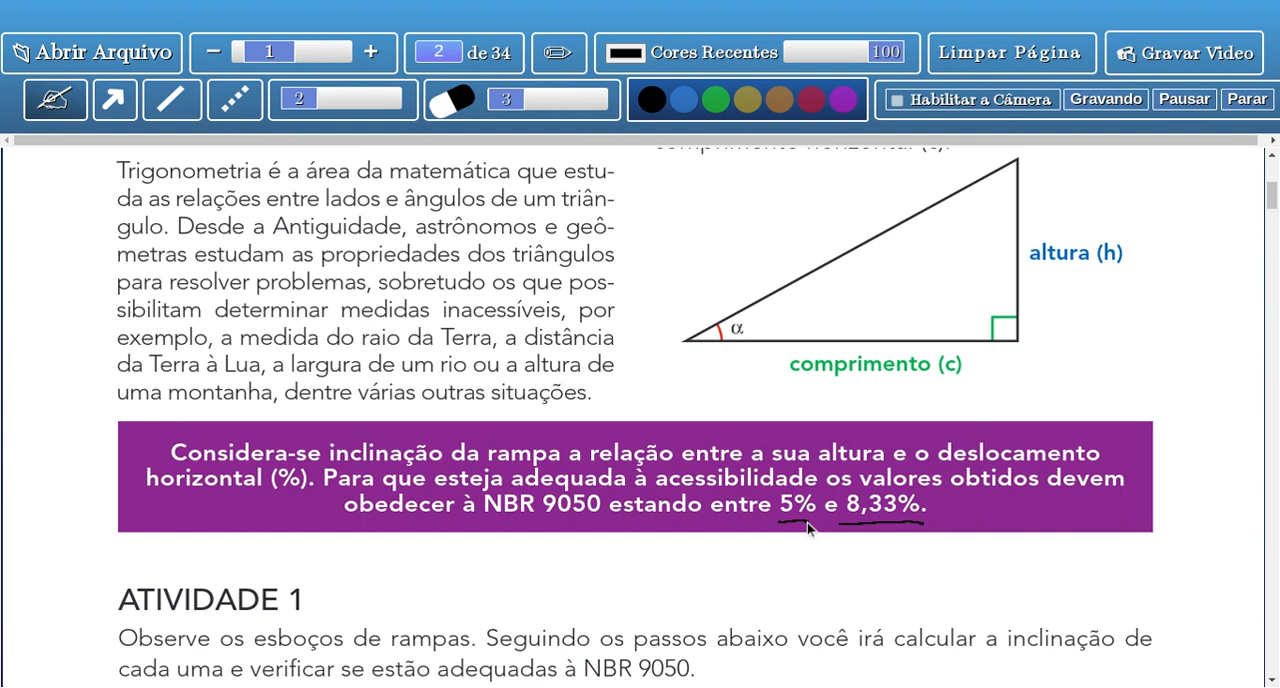 Abrir Arquivo
− 1 +
2 de 34
Cores Recentes 100
Limpar Página
Gravar Video
2
3
Habilitar a Câmera Gravando Pausar Parar
Trigonometria é a área da matemática que estu-
da as relações entre lados e ângulos de um triân-
gulo. Desde a Antiguidade, astrônomos e geô-
metras estudam as propriedades dos triângulos
para resolver problemas, sobretudo os que pos-
sibilitam determinar medidas inacessíveis, por
exemplo, a medida do raio da Terra, a distância
da Terra à Lua, a largura de um rio ou a altura de
uma montanha, dentre várias outras situações.
altura (h)
α
comprimento (c)
Considera-se inclinação da rampa a relação entre a sua altura e o deslocamento
horizontal (%). Para que esteja adequada à acessibilidade os valores obtidos devem
obedecer à NBR 9050 estando entre 5% e 8,33%.
ATIVIDADE 1
Observe os esboços de rampas. Seguindo os passos abaixo você irá calcular a inclinação de
cada uma e verificar se estão adequadas à NBR 9050.